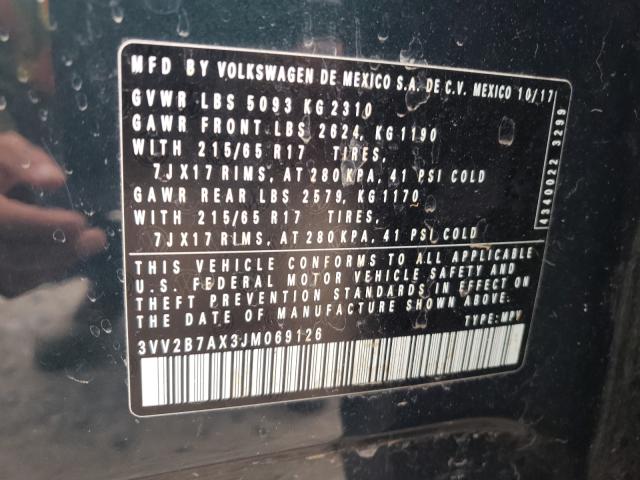 MFD BY VOLKSWAGEN DE MEXICO S.A. DE C.V. MEXICO 10/17
GVWR LBS 5093 KG 2310
GAWR FRONT LBS 2624, KG 1190
WITH 215/65 R17 TIRES,
7JX17 RIMS, AT 280 KPA, 41 PSI COLD
GAWR REAR LBS 2579, KG 1170
WITH 215/65 R17 TIRES,
7JX17 RIMS, AT 280 KPA, 41 PSI COLD
THIS VEHICLE CONFORMS TO ALL APPLICABLE
U.S. FEDERAL MOTOR VEHICLE SAFETY AND
THEFT PREVENTION STANDARDS IN EFFECT ON
THE DATE OF MANUFACTURE SHOWN ABOVE.
TYPE: MPV
3VV2B7AX3JM069126
4340022 3289